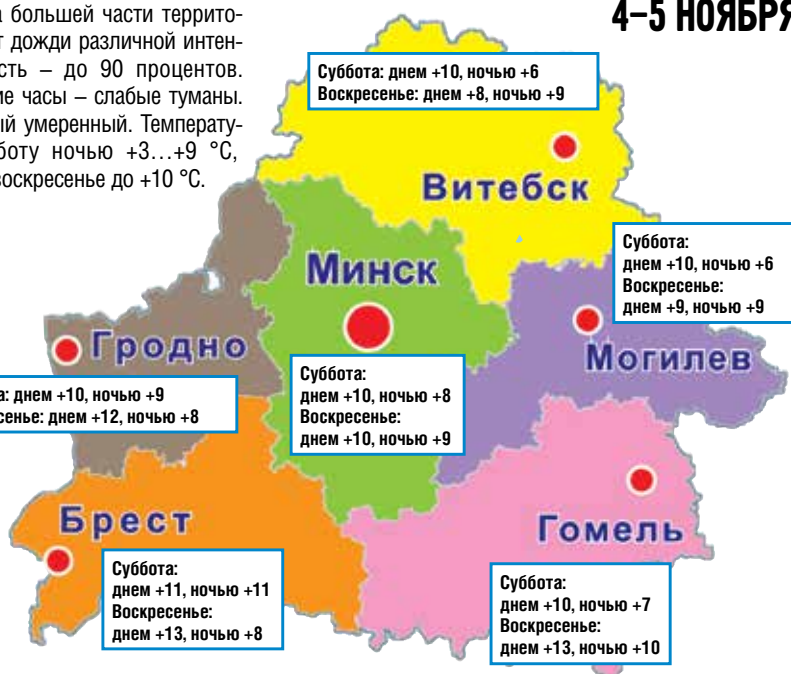 а большей части террито-
т дожди различной интен-
сть – до 90 процентов.
ие часы – слабые туманы.
ый умеренный. Температу-
боту ночью +3…+9 °С,
воскресенье до +10 °С.
4–5 НОЯБРЯ
Суббота: днем +10, ночью +6
Воскресенье: днем +8, ночью +9
Витебск
Минск
Суббота:
днем +10, ночью +8
Воскресенье:
днем +10, ночью +9
Суббота:
днем +10, ночью +6
Воскресенье:
днем +9, ночью +9
Могилев
Гродно
а: днем +10, ночью +9
сенье: днем +12, ночью +8
Брест
Суббота:
днем +11, ночью +11
Воскресенье:
днем +13, ночью +8
Гомель
Суббота:
днем +10, ночью +7
Воскресенье:
днем +13, ночью +10